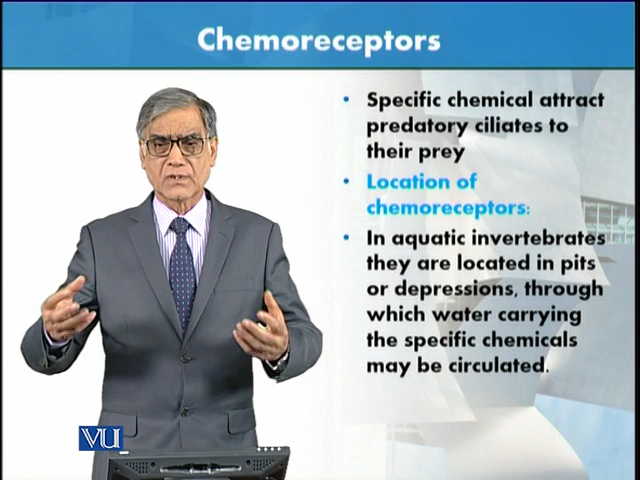 Chemoreceptors
• Specific chemical attract
predatory ciliates to
their prey
• Location of
chemoreceptors:
• In aquatic invertebrates
they are located in pits
or depressions, through
which water carrying
the specific chemicals
may be circulated.
VU